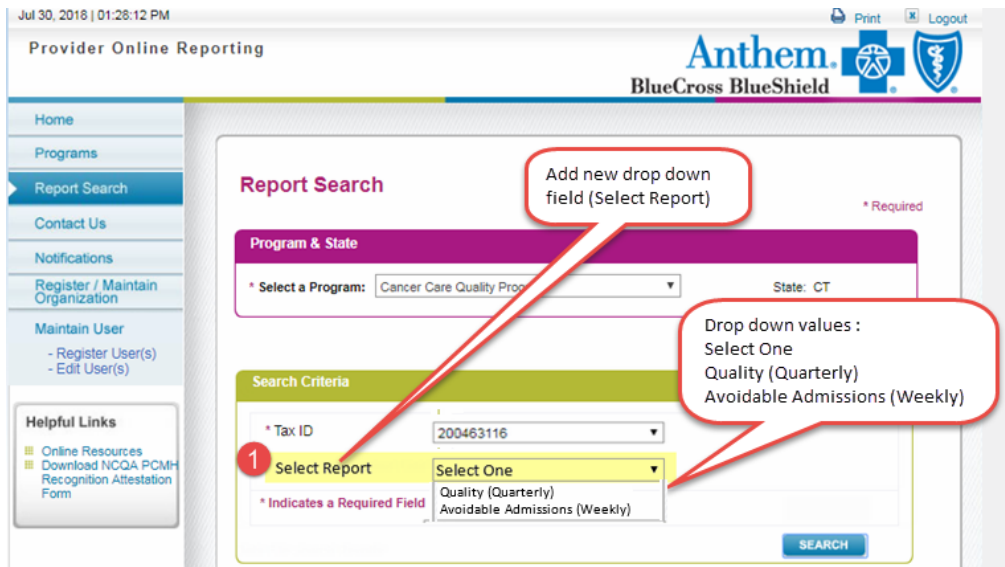 Jul 30, 2018 | 01:28:12 PM
Print
Logout
Provider Online Reporting
Anthem.
BlueCross BlueShield
Home
Programs
Report Search
Contact Us
Notifications
Register / Maintain
Organization
Maintain User
- Register User(s)
- Edit User(s)
Helpful Links
Online Resources
Download NCQA PCMH
Recognition Attestation
Form
Report Search
Add new drop down
field (Select Report)
* Required
Program & State
* Select a Program: Cancer Care Quality
State: CT
Drop down values :
Select One
Quality (Quarterly)
Avoidable Admissions (Weekly)
Search Criteria
* Tax ID 200463116
1 Select Report Select One
Quality (Quarterly)
Avoidable Admissions (Weekly)
* Indicates a Required Field
SEARCH